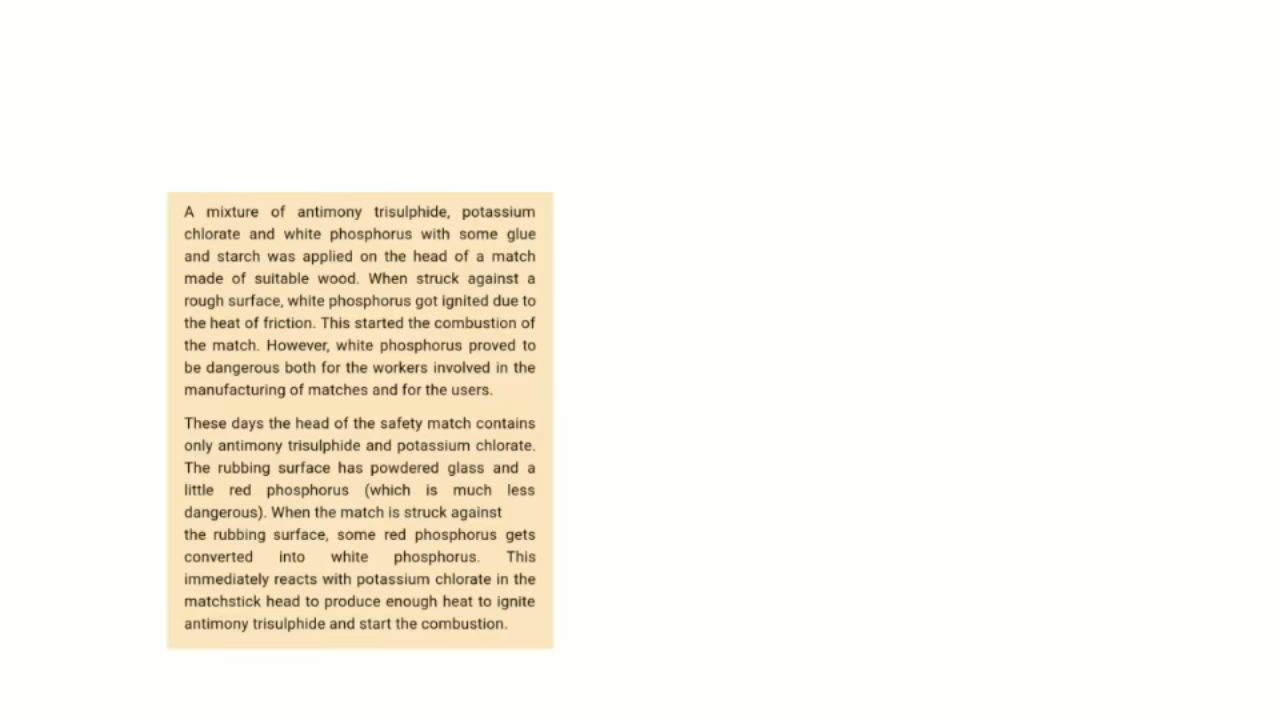 A mixture of antimony trisulphide, potassium
chlorate and white phosphorus with some glue
and starch was applied on the head of a match
made of suitable wood. When struck against a
rough surface, white phosphorus got ignited due to
the heat of friction. This started the combustion of
the match. However, white phosphorus proved to
be dangerous both for the workers involved in the
manufacturing of matches and for the users.
These days the head of the safety match contains
only antimony trisulphide and potassium chlorate.
The rubbing surface has powdered glass and a
little red phosphorus (which is much less
dangerous). When the match is struck against
the rubbing surface, some red phosphorus gets
converted into white phosphorus. This
immediately reacts with potassium chlorate in the
matchstick head to produce enough heat to ignite
antimony trisulphide and start the combustion.